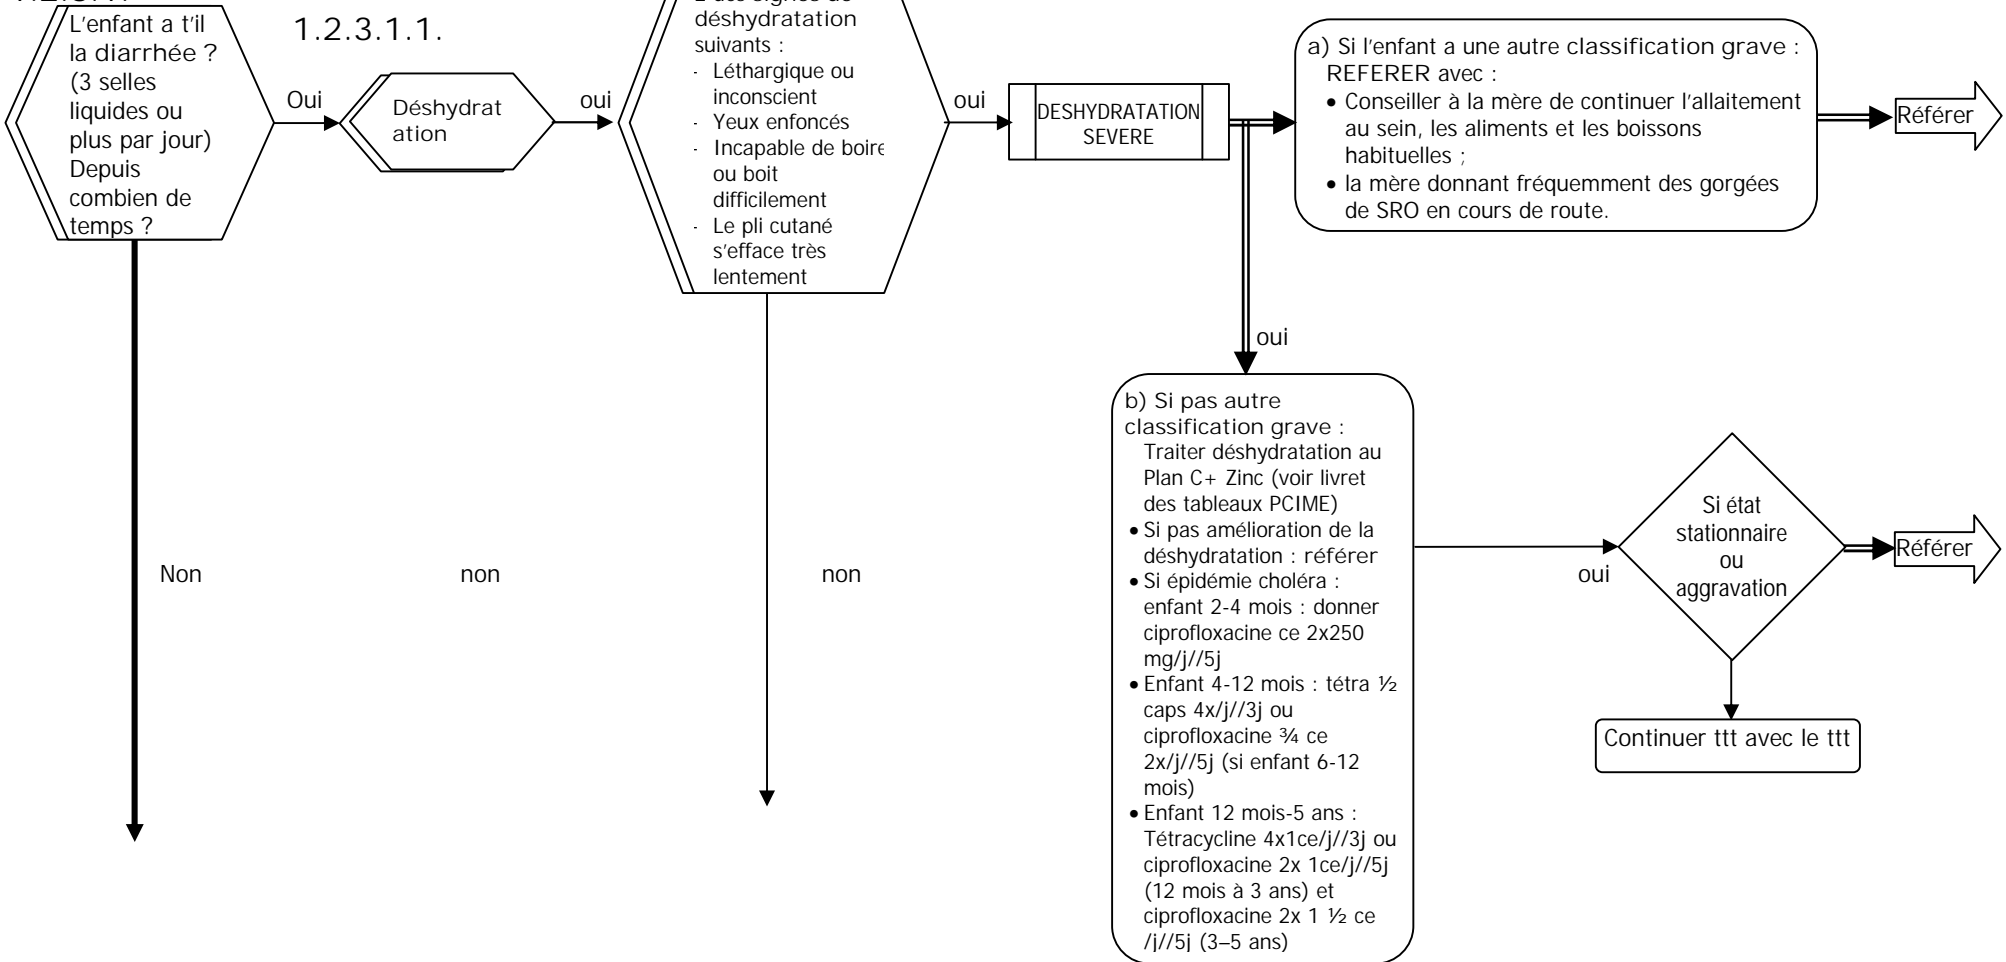 L'enfant a t'il
la diarrhée ?
(3 selles
liquides ou
plus par jour)
Depuis
combien de
temps ?
1.2.3.1.1.
Oui
Déshydrat
ation
oui
déshydratation
suivants :
- Léthargique ou
inconscient
- Yeux enfoncés
- Incapable de boire
ou boit
difficilement
- Le pli cutané
s'efface très
lentement
oui
DESHYDRATATION
SEVERE
a) Si l'enfant a une autre classification grave :
REFERER avec :
• Conseiller à la mère de continuer l'allaitement
au sein, les aliments et les boissons
habituelles ;
• la mère donnant fréquemment des gorgées
de SRO en cours de route.
Référer
oui
b) Si pas autre
classification grave :
Traiter déshydratation au
Plan C+ Zinc (voir livret
des tableaux PCIME)
• Si pas amélioration de la
déshydratation : référer
• Si épidémie choléra :
enfant 2-4 mois : donner
ciprofloxacine ce 2x250
mg/j//5j
• Enfant 4-12 mois : tétra ½
caps 4x/j//3j ou
ciprofloxacine ¾ ce
2x/j//5j (si enfant 6-12
mois)
• Enfant 12 mois-5 ans :
Tétracycline 4x1ce/j//3j ou
ciprofloxacine 2x 1ce/j//5j
(12 mois à 3 ans) et
ciprofloxacine 2x 1 ½ ce
/j//5j (3–5 ans)
oui
Si état
stationnaire
ou
aggravation
Référer
Continuer ttt avec le ttt
Non
non
non